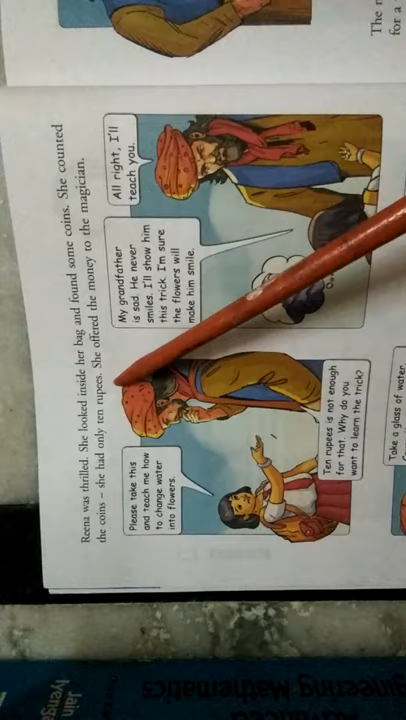 Reena was thrilled. She looked inside her bag and found some coins. She counted
the coins – she had only ten rupees. She offered the money to the magician.
Please take this
and teach me how
to change water
into flowers.
Ten rupees is not enough
for that. Why do you
want to learn the trick?
My grandfather
is sad. He never
smiles. I'll show him
this trick. I'm sure
the flowers will
make him smile.
All right, I'll
teach you.
Take a glass of water.
for a
Jain
Iyenga
Advanced
gineering Mathematics